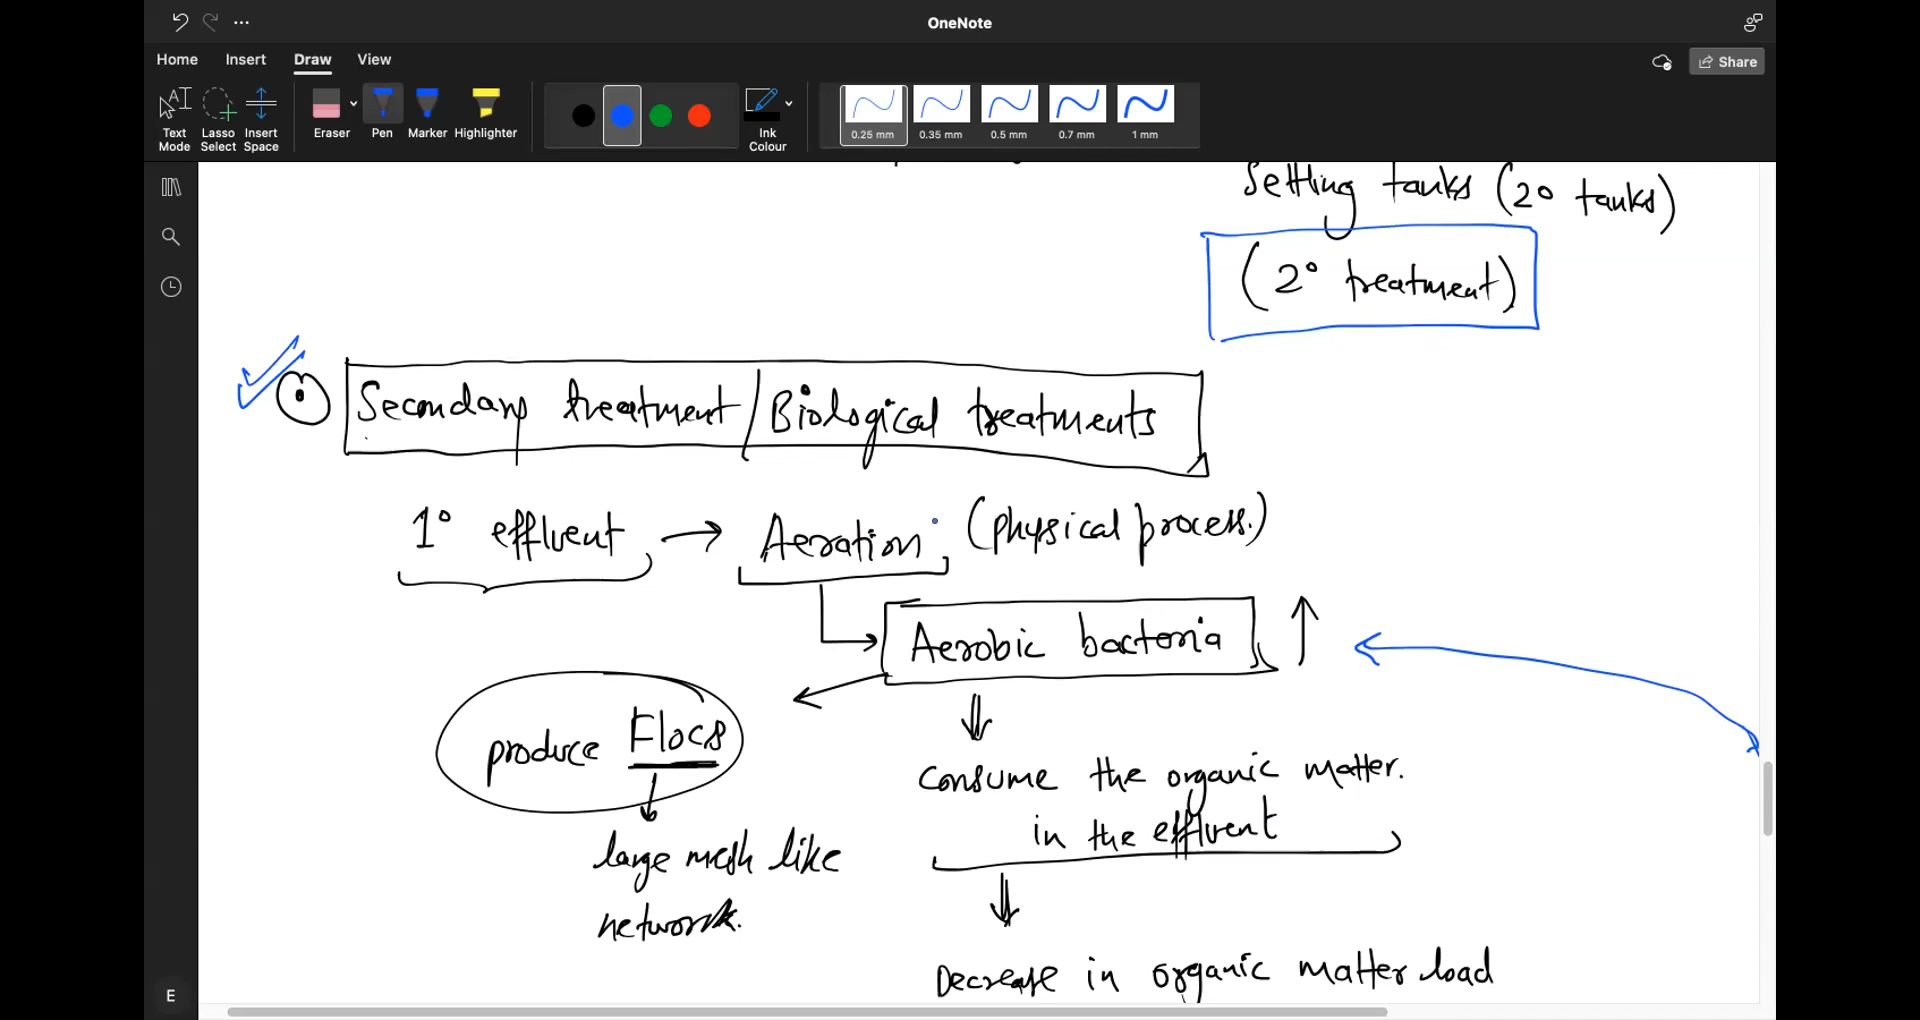 OneNote
Home Insert Draw View
Share
Text Mode
Lasso Select
Insert Space
Eraser
Pen
Marker
Highlighter
Ink Colour
0.25 mm
0.35 mm
0.5 mm
0.7 mm
1 mm
Settling tanks (2° tanks)
(2° treatment)
Secondary treatment/Biological treatments
1° effluent → Aeration (physical process.)
Aerobic bacteria ↑
produce Flocs
large mesh like
network.
Consume the organic matter.
in the effluent
Decrease in organic matter load
E